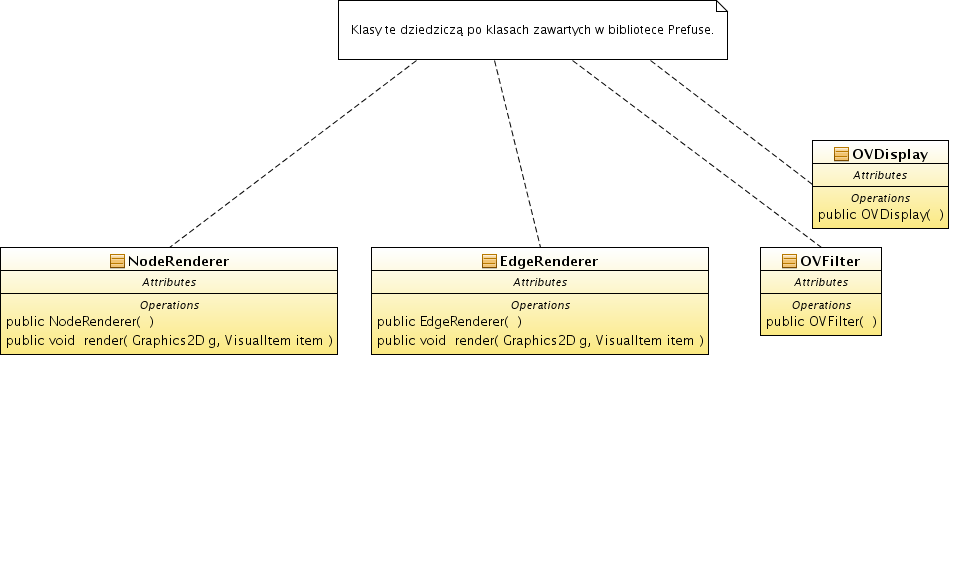 Klasy te dziedziczą po klasach zawartych w bibliotece Prefuse.
OVDisplay
Attributes
Operations
public OVDisplay(  )
NodeRenderer
Attributes
Operations
public NodeRenderer(  )
public void  render( Graphics2D g, VisualItem item )
EdgeRenderer
Attributes
Operations
public EdgeRenderer(  )
public void  render( Graphics2D g, VisualItem item )
OVFilter
Attributes
Operations
public OVFilter(  )